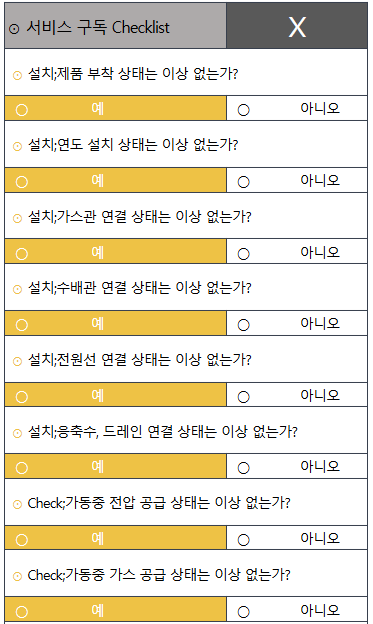 ⊙ 서비스 구독 Checklist X
⊙ 설치;제품 부착 상태는 이상 없는가?
○ 예 ○ 아니오
⊙ 설치;연도 설치 상태는 이상 없는가?
○ 예 ○ 아니오
⊙ 설치;가스관 연결 상태는 이상 없는가?
○ 예 ○ 아니오
⊙ 설치;수배관 연결 상태는 이상 없는가?
○ 예 ○ 아니오
⊙ 설치;전원선 연결 상태는 이상 없는가?
○ 예 ○ 아니오
⊙ 설치;응축수, 드레인 연결 상태는 이상 없는가?
○ 예 ○ 아니오
⊙ Check;가동중 전압 공급 상태는 이상 없는가?
○ 예 ○ 아니오
⊙ Check;가동중 가스 공급 상태는 이상 없는가?
○ 예 ○ 아니오